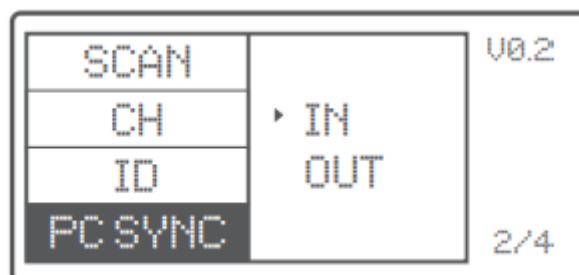 SCAN
CH
ID
PC SYNC
IN
OUT
V0.2
2/4